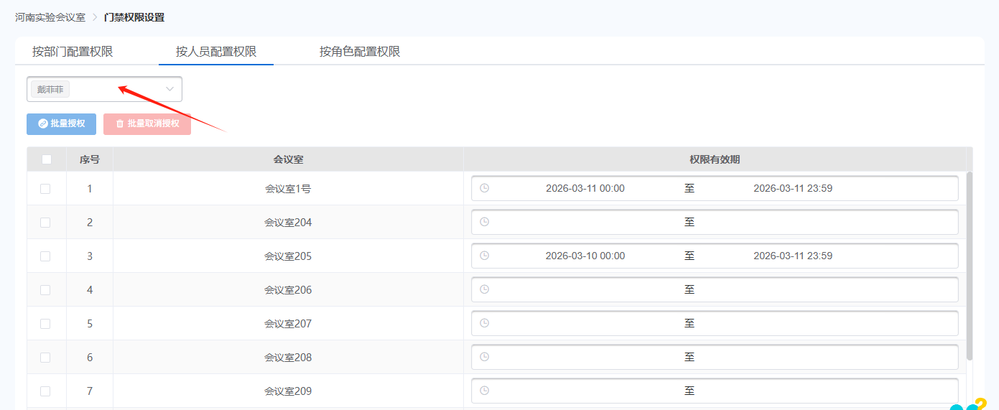 河南实验会议室 > 门禁权限设置
按部门配置权限 按人员配置权限 按角色配置权限
戴菲菲
批量授权 批量取消授权
序号 会议室 权限有效期
1 会议室1号 2026-03-11 00:00 至 2026-03-11 23:59
2 会议室204 至
3 会议室205 2026-03-10 00:00 至 2026-03-11 23:59
4 会议室206 至
5 会议室207 至
6 会议室208 至
7 会议室209 至
?